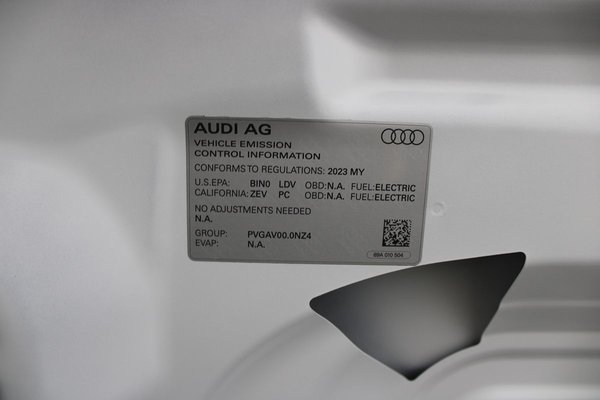 AUDI AG
VEHICLE EMISSION
CONTROL INFORMATION
CONFORMS TO REGULATIONS: 2023 MY
U.S.EPA: BIN0 LDV OBD:N.A. FUEL:ELECTRIC
CALIFORNIA: ZEV PC OBD:N.A. FUEL:ELECTRIC
NO ADJUSTMENTS NEEDED
N.A.
GROUP: PVGAV00.0NZ4
EVAP: N.A.
89A 010 504